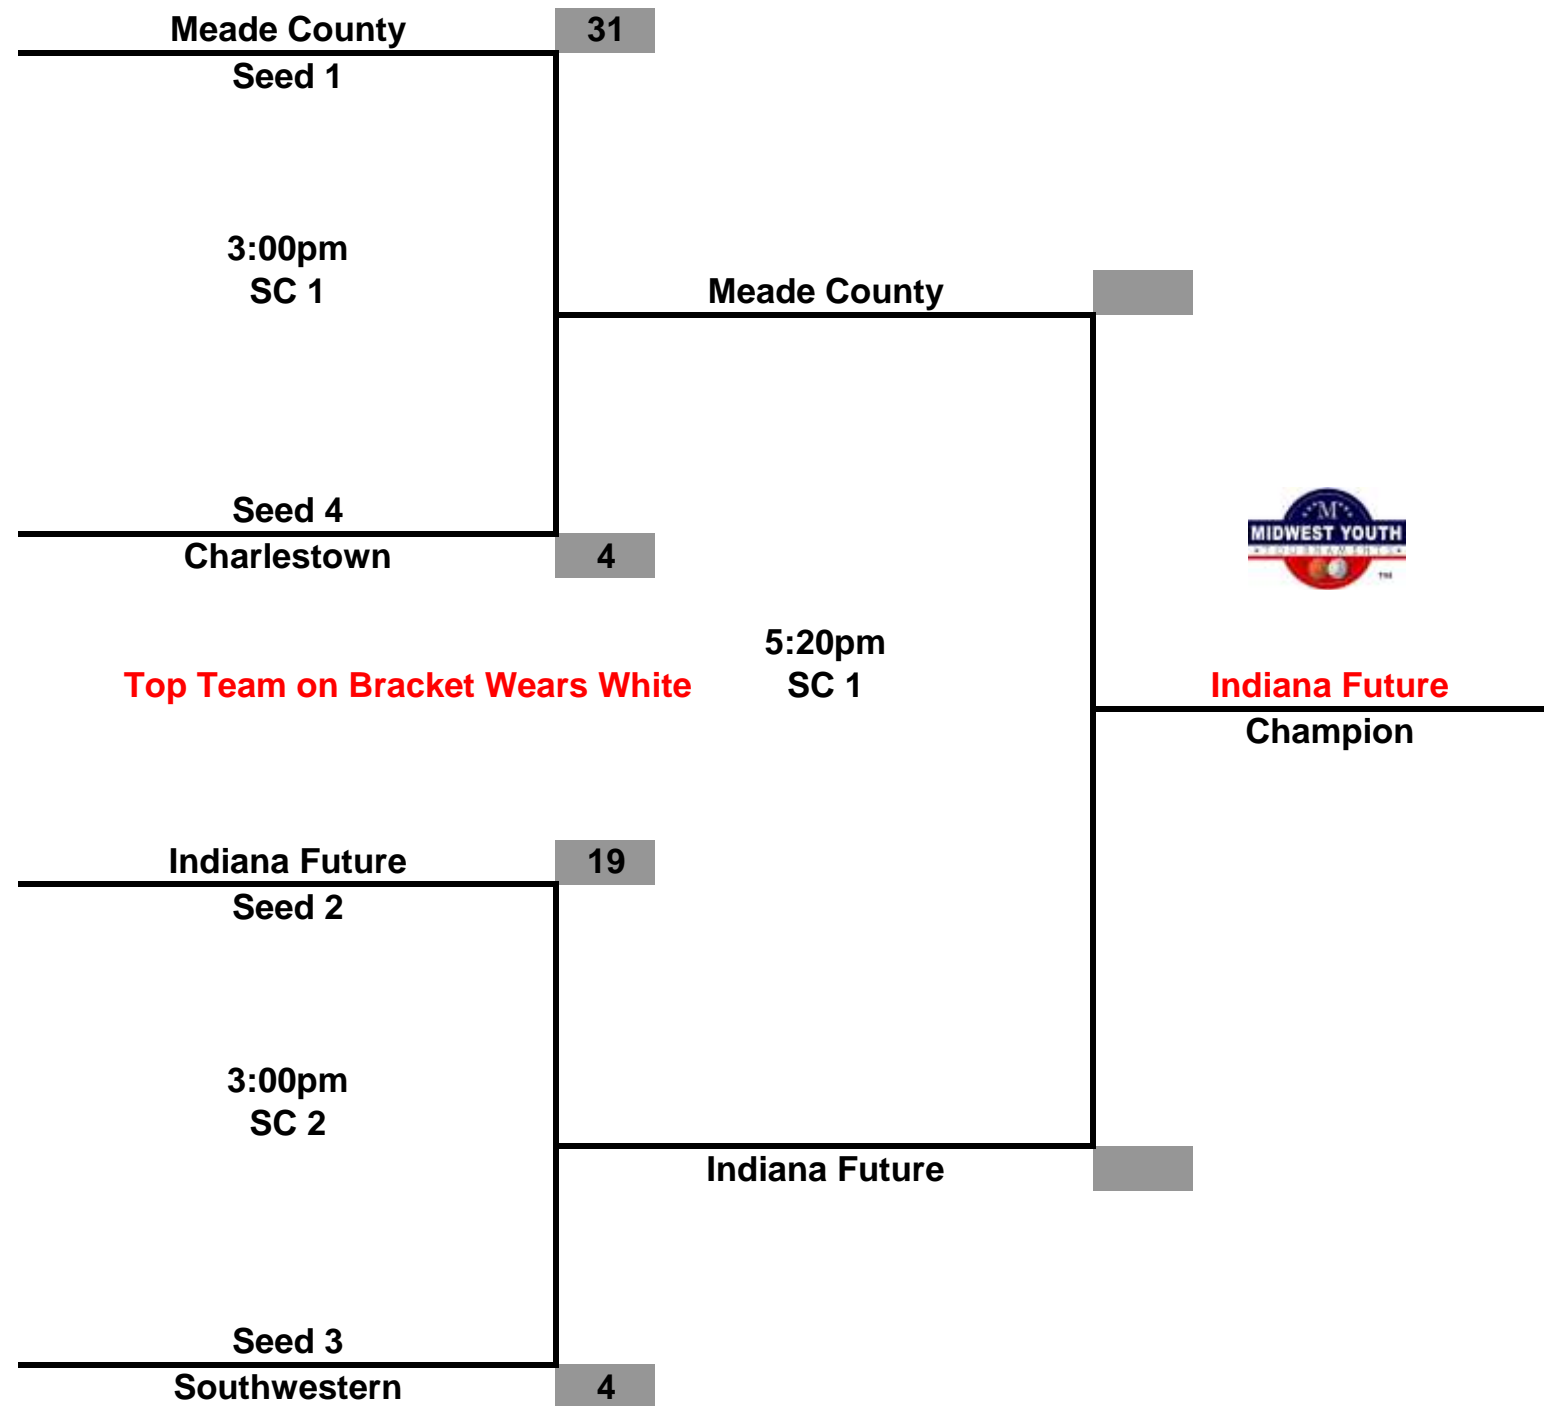 Meade County 31
Seed 1
3:00pm
SC 1
Meade County
Seed 4
Charlestown 4
M
MIDWEST YOUTH
TOURNAMENTS
TM
5:20pm
Top Team on Bracket Wears White SC 1 Indiana Future
Champion
Indiana Future 19
Seed 2
3:00pm
SC 2
Indiana Future
Seed 3
Southwestern 4